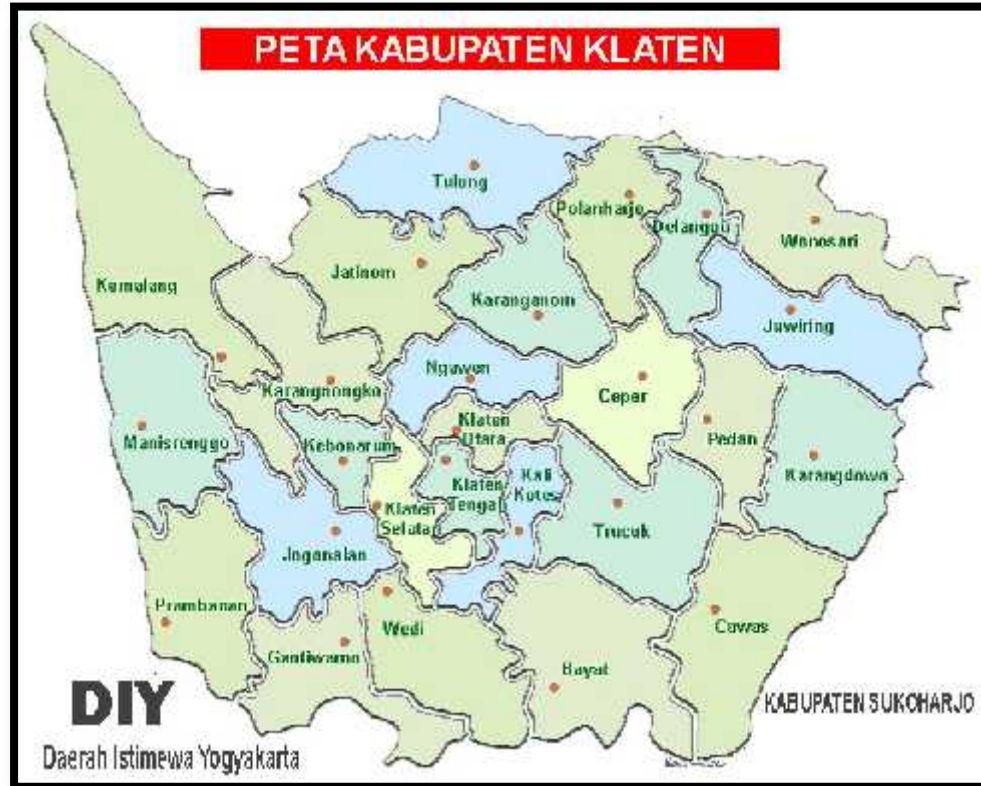 PETA KABUPATEN KLATEN
Tulung
Polanharjo
Delanggu
Wonosari
Jatinom
Kemalang
Karanganom
Juwiring
Ngawen
Ceper
Karangnongko
Klaten
Utara
Pedan
Manisrenggo
Kebonarum
Karangdowo
Kali
Kotes
Klaten
Tengah
Klaten
Selatan
Trucuk
Jogonalan
Prambanan
Wedi
Cawas
Gantiwarno
Bayat
DIY
KABUPATEN SUKOHARJO
Daerah Istimewa Yogyakarta